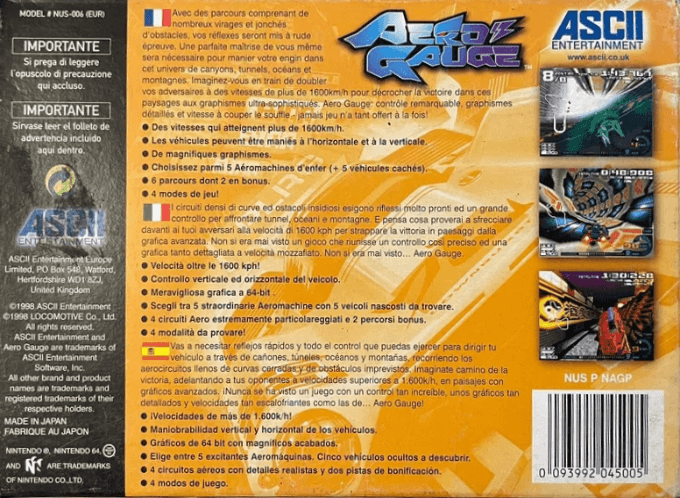 MODEL # NUS-006 (EUR)
IMPORTANTE
Si prega di leggere
l'opuscolo di precauzione
qui accluso.
IMPORTANTE
Sirvase leer el folleto de
advertencia incluido
aqui dentro.
ASCII
ENTERTAINMENT
ASCII Entertainment Europe
Limited, PO Box 548, Watford,
Hertfordshire WD1 8ZJ,
United Kingdom
©1998 ASCII Entertainment
©1998 LOCOMOTIVE Co., Ltd.
All rights reserved.
ASCII Entertainment and
Aero Gauge are trademarks of
ASCII Entertainment
Software, Inc.
All other brand and product
names are trademarks and
registered trademarks of their
respective holders.
MADE IN JAPAN
FABRIQUE AU JAPON
NINTENDO ®, NINTENDO 64,
AND ARE TRADEMARKS
OF NINTENDO CO.,LTD.
Avec des parcours comprenant de
nombreux virages et jonchés
d'obstacles, vos réflexes seront mis à rude
épreuve. Une parfaite maîtrise de vous même
sera nécessaire pour manier votre engin dans
cet univers de canyons, tunnels, océans et
montagnes. Imaginez-vous en train de doubler
vos adversaires à des vitesses de plus de 1600km/h pour décrocher la victoire dans ces
paysages aux graphismes ultra-sophistiqués. Aero Gauge contrôle remarquable, graphismes
détaillés et vitesse à couper le souffle - jamais jeu n'a tant offert à la fois!
● Des vitesses qui atteignent plus de 1600km/h.
● Les véhicules peuvent être maniés à l'horizontale et à la verticale.
● De magnifiques graphismes.
● Choisissez parmi 5 Aéromachines d'enfer (+ 5 véhicules cachés).
● 6 parcours dont 2 en bonus.
● 4 modes de jeu!
I circuiti densi di curve ed ostacoli insidiosi esigono riflessi molto pronti ed un grande
controllo per affrontare tunnel, oceani e montagne. E pensa cosa proverai a sfrecciare
davanti ai tuoi avversari alla velocità di 1600 kph per strappare la vittoria in paesaggi dalla
grafica avanzata. Non si era mai visto un gioco che riunisse un controllo così preciso ed una
grafica tanto dettagliata a velocità mozzafiato. Non si era mai visto... Aero Gauge.
● Velocità oltre le 1600 kph!
● Controllo verticale ed orizzontale del veicolo.
● Meravigliosa grafica a 64-bit .
● Scegli tra 5 straordinarie Aeromachine con 5 veicoli nascosti da trovare.
● 4 circuiti Aero estremamente particolareggiati e 2 percorsi bonus.
● 4 modalità da provare!
Vas a necesitar reflejos rápidos y todo el control que puedas ejercer para dirigir tu
vehículo a través de cañones, túneles, océanos y montañas, recorriendo los
aerocircuitos llenos de curvas cerradas y de obstáculos imprevistos. Imagínate camino de la
victoria, adelantando a tus oponentes a velocidades superiores a 1.600k/h, en paisajes con
gráficos avanzados. ¡Nunca se ha visto un juego con un control tan increíble, unos gráficos tan
detallados y velocidades tan escalofriantes como las de... Aero Gauge!
● ¡Velocidades de más de 1.600k/h!
● Maniobrabilidad vertical y horizontal de los vehículos.
● Gráficos de 64 bit con magníficos acabados.
● Elige entre 5 excitantes Aeromáquinas. Cinco vehículos ocultos a descubrir.
● 4 circuitos aéreos con detalles realistas y dos pistas de bonificación.
● 4 modos de juego.
AERO
GAUGE
ASCII
ENTERTAINMENT
www.ascii.co.uk
NUS P NAGP
0 093992 045005